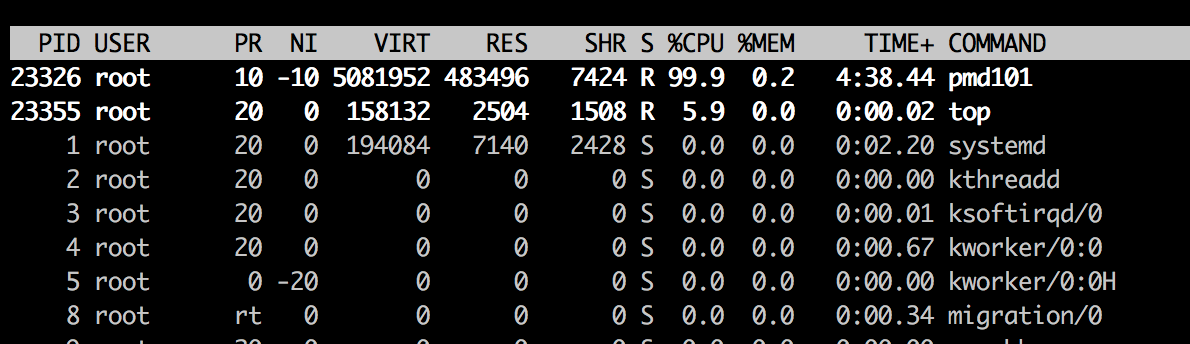 PID USER PR NI VIRT RES SHR S %CPU %MEM TIME+ COMMAND
23326 root 10 -10 5081952 483496 7424 R 99.9 0.2 4:38.44 pmd101
23355 root 20 0 158132 2504 1508 R 5.9 0.0 0:00.02 top
1 root 20 0 194084 7140 2428 S 0.0 0.0 0:02.20 systemd
2 root 20 0 0 0 0 S 0.0 0.0 0:00.00 kthreadd
3 root 20 0 0 0 0 S 0.0 0.0 0:00.01 ksoftirqd/0
4 root 20 0 0 0 0 S 0.0 0.0 0:00.67 kworker/0:0
5 root 0 -20 0 0 0 S 0.0 0.0 0:00.00 kworker/0:0H
8 root rt 0 0 0 0 S 0.0 0.0 0:00.34 migration/0